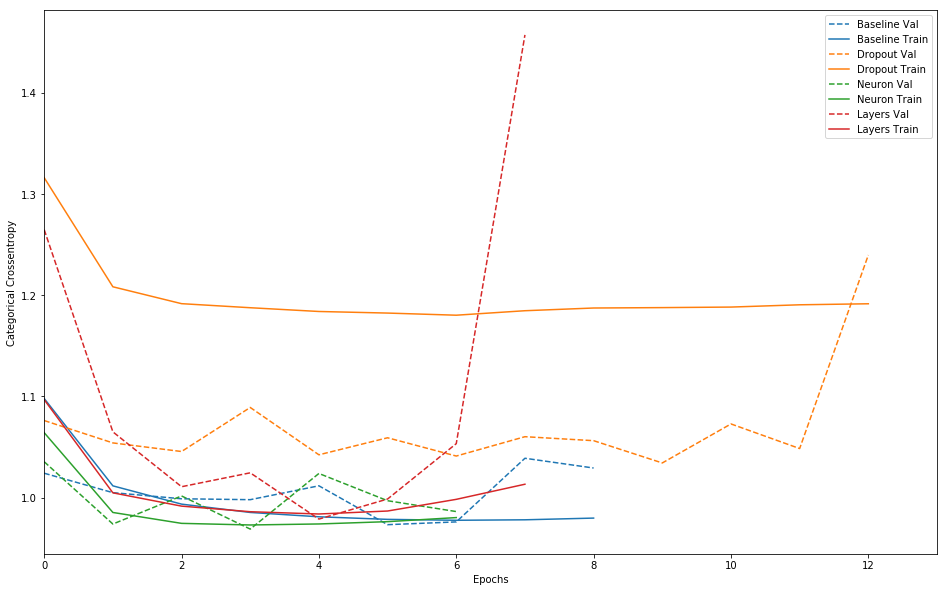 Baseline Val
Baseline Train
Dropout Val
Dropout Train
Neuron Val
Neuron Train
Layers Val
Layers Train
1.4
1.3
1.2
1.1
1.0
Categorical Crossentropy
0 2 4 6 8 10 12
Epochs